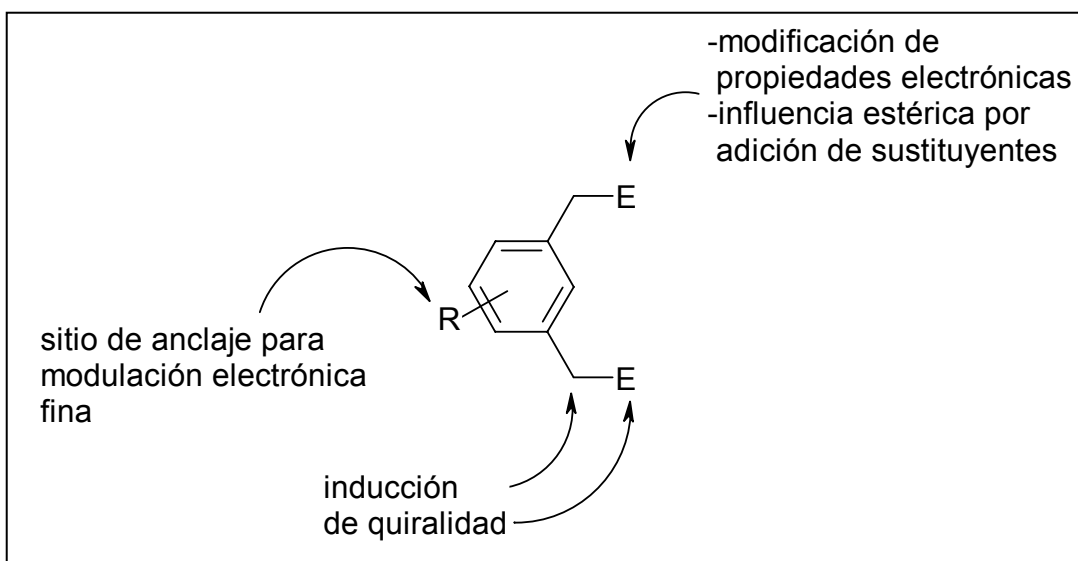 -modificación de
propiedades electrónicas
-influencia estérica por
adición de sustituyentes
E
R
sitio de anclaje para
modulación electrónica
fina
E
inducción
de quiralidad